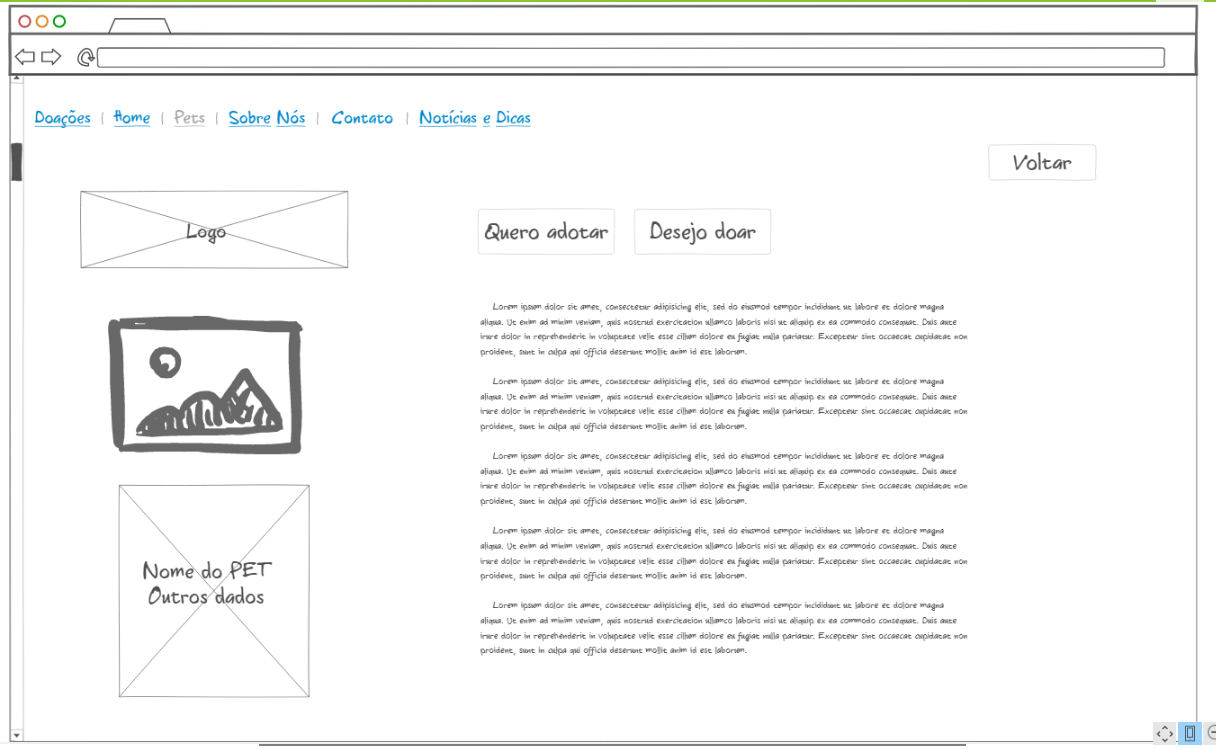 Doações | Home | Pets | Sobre Nós | Contato | Notícias e Dicas
Voltar
Logo
Quero adotar
Desejo doar
Lorem ipsum dolor sit amet, consectetur adipisicing elit, sed do eiusmod tempor incididunt ut labore et dolore magna
aliqua. Ut enim ad minim veniam, quis nostrud exercitation ullamco laboris nisi ut aliquip ex ea commodo consequat. Duis aute
irure dolor in reprehenderit in voluptate velit esse cillum dolore eu fugiat nulla pariatur. Excepteur sint occaecat cupidatat non
proident, sunt in culpa qui officia deserunt mollit anim id est laborum.
Lorem ipsum dolor sit amet, consectetur adipisicing elit, sed do eiusmod tempor incididunt ut labore et dolore magna
aliqua. Ut enim ad minim veniam, quis nostrud exercitation ullamco laboris nisi ut aliquip ex ea commodo consequat. Duis aute
irure dolor in reprehenderit in voluptate velit esse cillum dolore eu fugiat nulla pariatur. Excepteur sint occaecat cupidatat non
proident, sunt in culpa qui officia deserunt mollit anim id est laborum.
Lorem ipsum dolor sit amet, consectetur adipisicing elit, sed do eiusmod tempor incididunt ut labore et dolore magna
aliqua. Ut enim ad minim veniam, quis nostrud exercitation ullamco laboris nisi ut aliquip ex ea commodo consequat. Duis aute
irure dolor in reprehenderit in voluptate velit esse cillum dolore eu fugiat nulla pariatur. Excepteur sint occaecat cupidatat non
proident, sunt in culpa qui officia deserunt mollit anim id est laborum.
Lorem ipsum dolor sit amet, consectetur adipisicing elit, sed do eiusmod tempor incididunt ut labore et dolore magna
aliqua. Ut enim ad minim veniam, quis nostrud exercitation ullamco laboris nisi ut aliquip ex ea commodo consequat. Duis aute
irure dolor in reprehenderit in voluptate velit esse cillum dolore eu fugiat nulla pariatur. Excepteur sint occaecat cupidatat non
proident, sunt in culpa qui officia deserunt mollit anim id est laborum.
Lorem ipsum dolor sit amet, consectetur adipisicing elit, sed do eiusmod tempor incididunt ut labore et dolore magna
aliqua. Ut enim ad minim veniam, quis nostrud exercitation ullamco laboris nisi ut aliquip ex ea commodo consequat. Duis aute
irure dolor in reprehenderit in voluptate velit esse cillum dolore eu fugiat nulla pariatur. Excepteur sint occaecat cupidatat non
proident, sunt in culpa qui officia deserunt mollit anim id est laborum.
Nome do PET
Outros dados